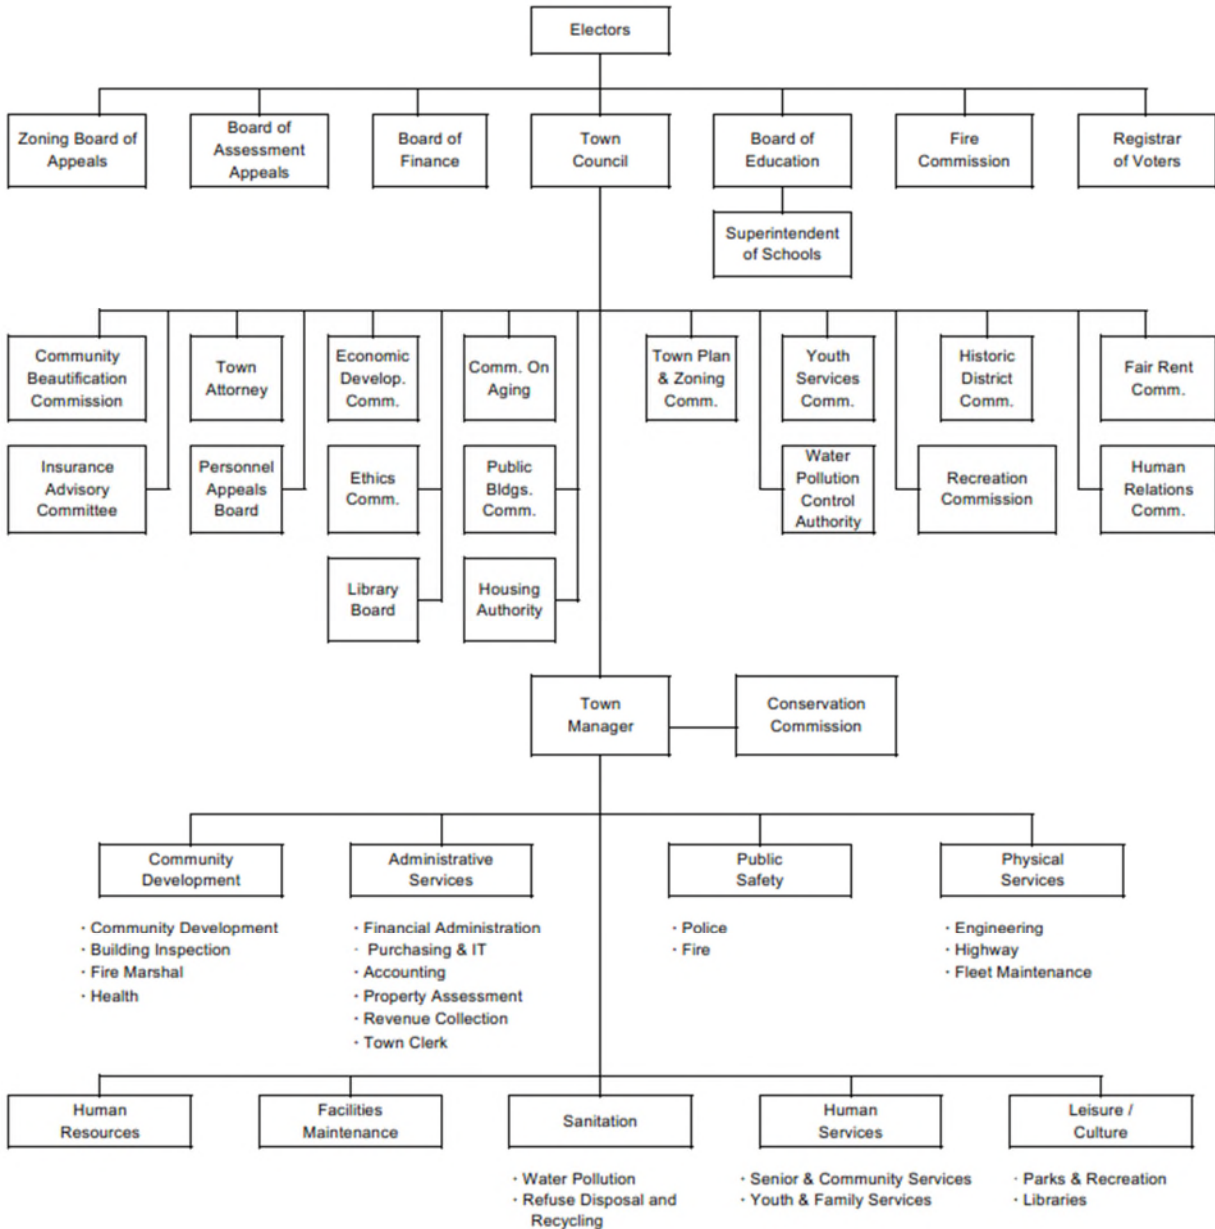 Electors
Zoning Board of
Appeals
Board of
Assessment
Appeals
Board of
Finance
Town
Council
Board of
Education
Fire
Commission
Registrar
of Voters
Superintendent
of Schools
Community
Beautification
Commission
Town
Attorney
Economic
Develop.
Comm.
Comm. On
Aging
Town Plan
& Zoning
Comm.
Youth
Services
Comm.
Historic
District
Comm.
Fair Rent
Comm.
Insurance
Advisory
Committee
Personnel
Appeals
Board
Ethics
Comm.
Public
Bldgs.
Comm.
Water
Pollution
Control
Authority
Recreation
Commission
Human
Relations
Comm.
Library
Board
Housing
Authority
Town
Manager
Conservation
Commission
Community
Development
· Community Development
· Building Inspection
· Fire Marshal
· Health
Administrative
Services
· Financial Administration
· Purchasing & IT
· Accounting
· Property Assessment
· Revenue Collection
· Town Clerk
Public
Safety
· Police
· Fire
Physical
Services
· Engineering
· Highway
· Fleet Maintenance
Human
Resources
Facilities
Maintenance
Sanitation
· Water Pollution
· Refuse Disposal and
Recycling
Human
Services
· Senior & Community Services
· Youth & Family Services
Leisure /
Culture
· Parks & Recreation
· Libraries